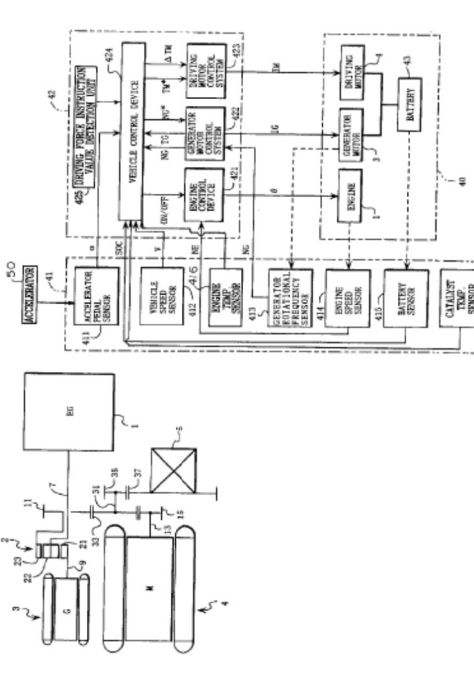 50
ACCELERATOR
41
ACCELERATOR
PEDAL
SENSOR
411
VEHICLE SPEED
SENSOR
412
416
ENGINE TEMP
SENSOR
413
GENERATOR
ROTATIONAL
FREQUENCY
SENSOR
414
ENGINE SPEED
SENSOR
415
BATTERY SENSOR
CATALYST TEMP.
α
SOC
V
NE
NG
42
425
DRIVING FORCE INSTRUCTION
VALUE DETECTION UNIT
VEHICLE CONTROL DEVICE
424
ON/OFF
NG
TG
NG*
TM*
ΔTM
ENGINE
CONTROL
DEVICE
421
GENERATOR
MOTOR
CONTROL
SYSTEM
422
DRIVING
MOTOR
CONTROL
SYSTEM
423
θ
IG
IM
ENGINE
1
GENERATOR
MOTOR
3
DRIVING
MOTOR
4
BATTERY
43
40
EG
1
7
11
2
23
22
21
9
3
G
M
4
13
15
33
31
35
37
5